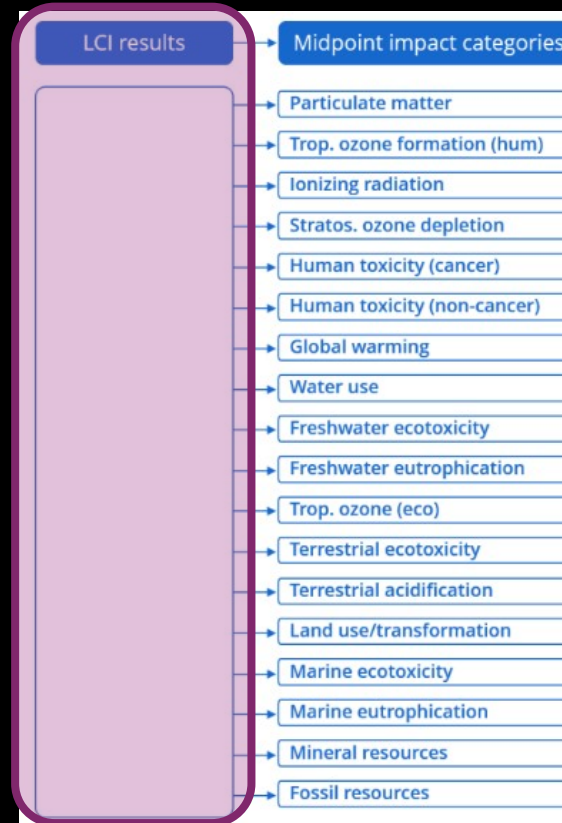 LCI results
Midpoint impact categories
Particulate matter
Trop. ozone formation (hum)
Ionizing radiation
Stratos. ozone depletion
Human toxicity (cancer)
Human toxicity (non-cancer)
Global warming
Water use
Freshwater ecotoxicity
Freshwater eutrophication
Trop. ozone (eco)
Terrestrial ecotoxicity
Terrestrial acidification
Land use/transformation
Marine ecotoxicity
Marine eutrophication
Mineral resources
Fossil resources